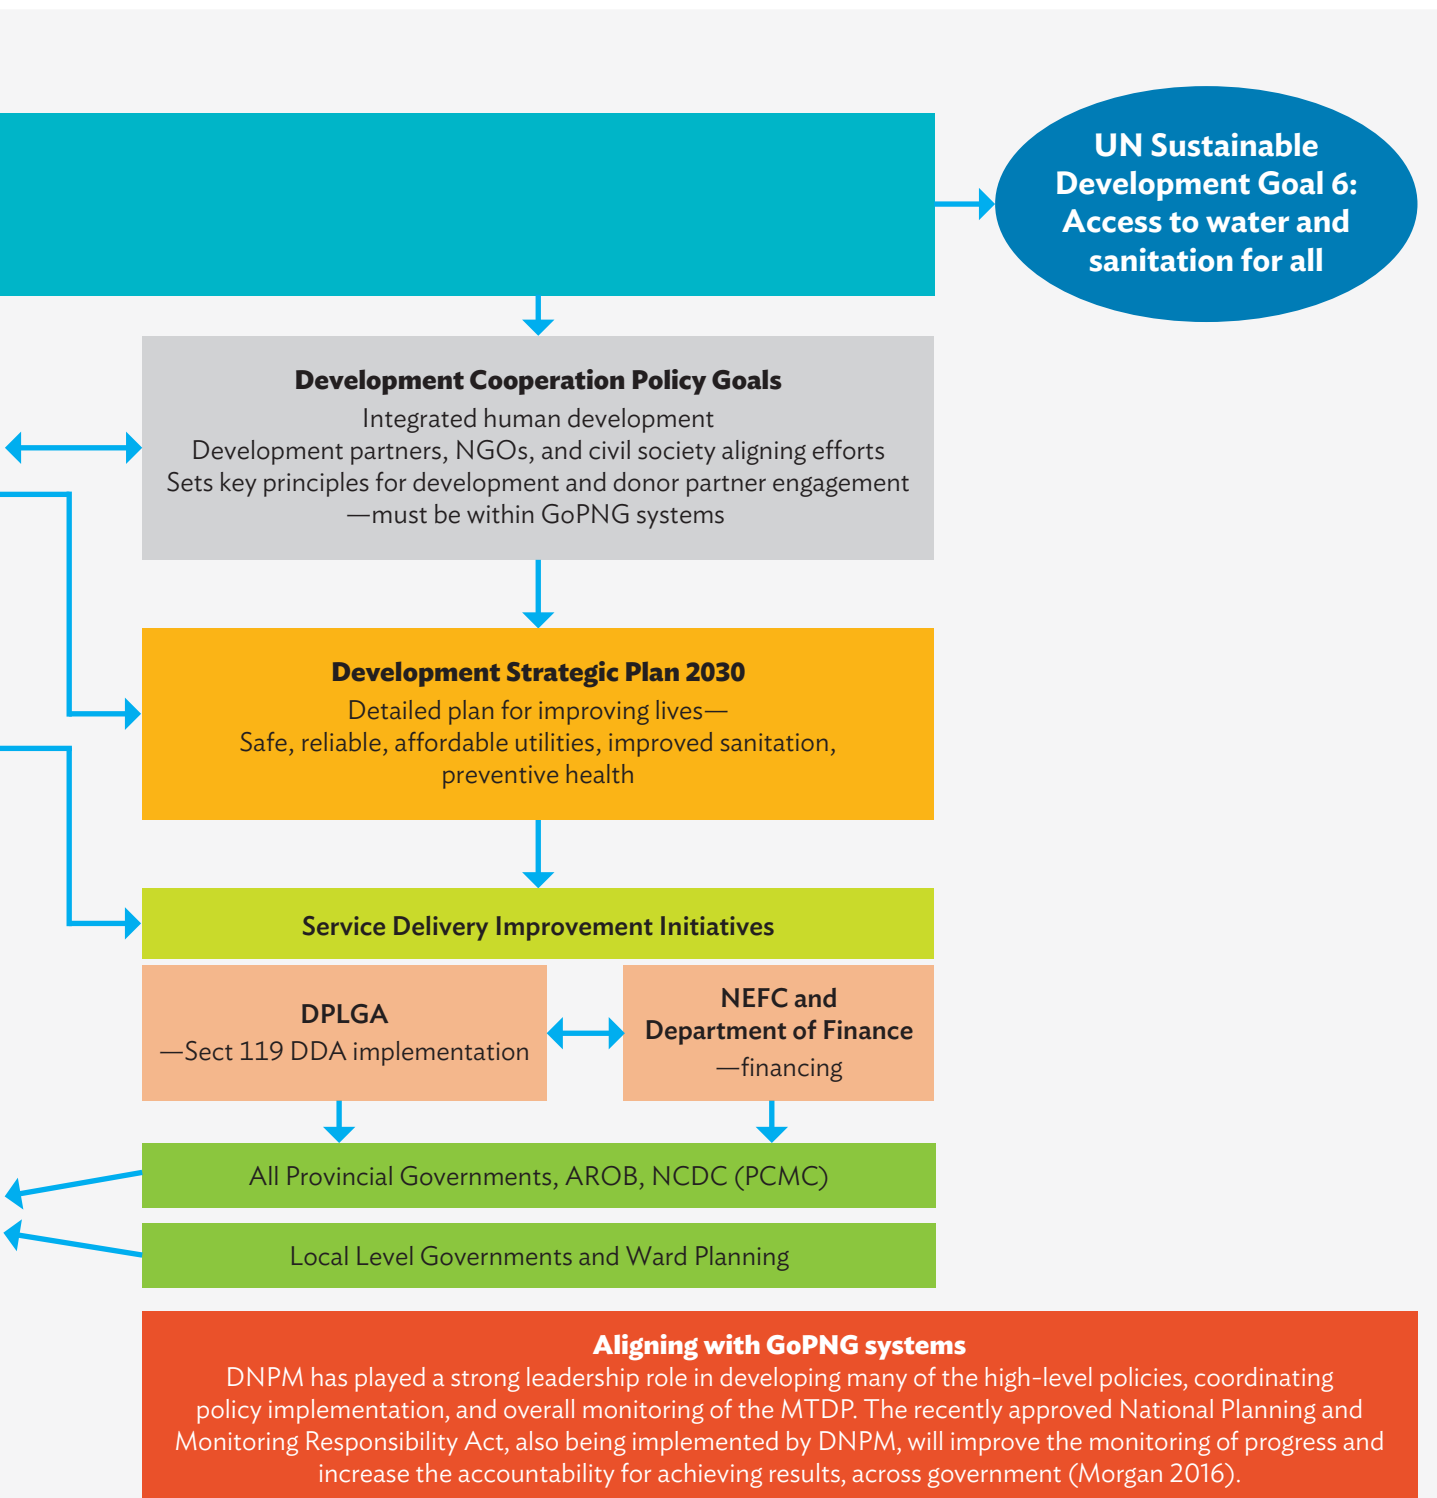 UN Sustainable
Development Goal 6:
Access to water and
sanitation for all
Development Cooperation Policy Goals
Integrated human development
Development partners, NGOs, and civil society aligning efforts
Sets key principles for development and donor partner engagement
—must be within GoPNG systems
Development Strategic Plan 2030
Detailed plan for improving lives—
Safe, reliable, affordable utilities, improved sanitation,
preventive health
Service Delivery Improvement Initiatives
DPLGA
—Sect 119 DDA implementation
NEFC and
Department of Finance
—financing
All Provincial Governments, AROB, NCDC (PCMC)
Local Level Governments and Ward Planning
Aligning with GoPNG systems
DNPM has played a strong leadership role in developing many of the high-level policies, coordinating
policy implementation, and overall monitoring of the MTDP. The recently approved National Planning and
Monitoring Responsibility Act, also being implemented by DNPM, will improve the monitoring of progress and
increase the accountability for achieving results, across government (Morgan 2016).